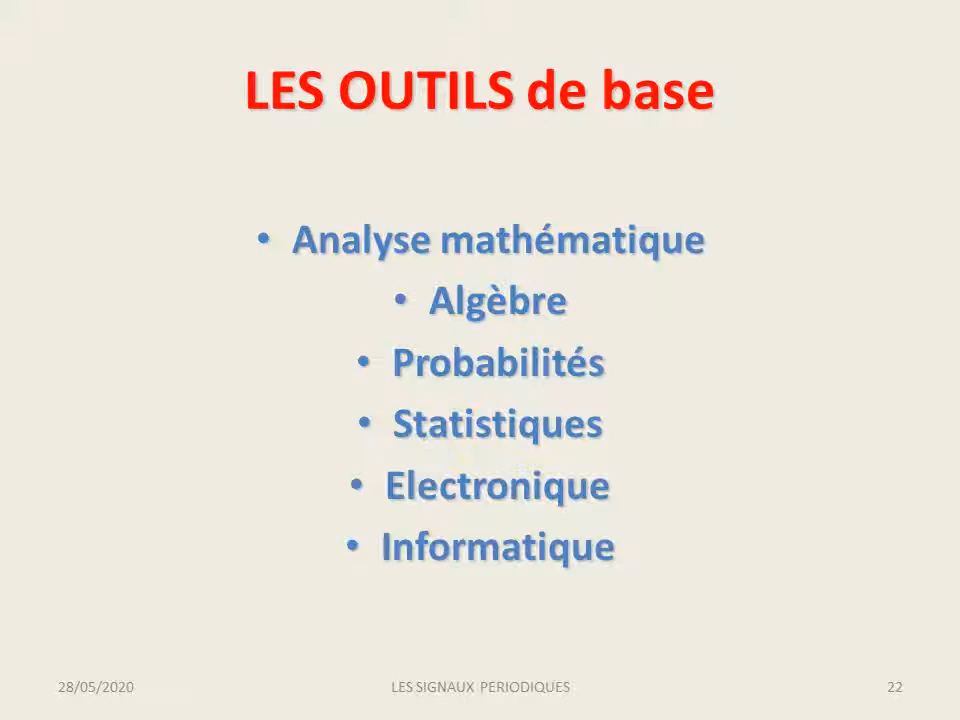 LES OUTILS de base
• Analyse mathématique
• Algèbre
• Probabilités
• Statistiques
• Electronique
• Informatique
28/05/2020
LES SIGNAUX PERIODIQUES
22